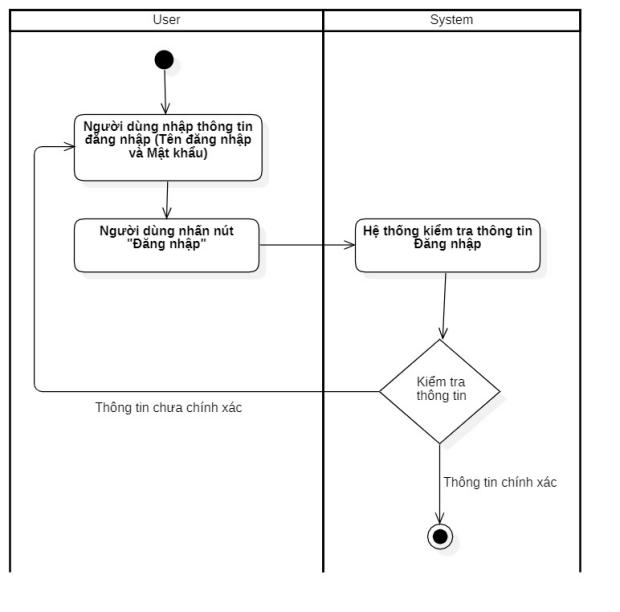 User
System
Người dùng nhập thông tin
đăng nhập (Tên đăng nhập
và Mật khẩu)
Người dùng nhấn nút
"Đăng nhập"
Hệ thống kiểm tra thông tin
Đăng nhập
Kiểm tra
thông tin
Thông tin chưa chính xác
Thông tin chính xác